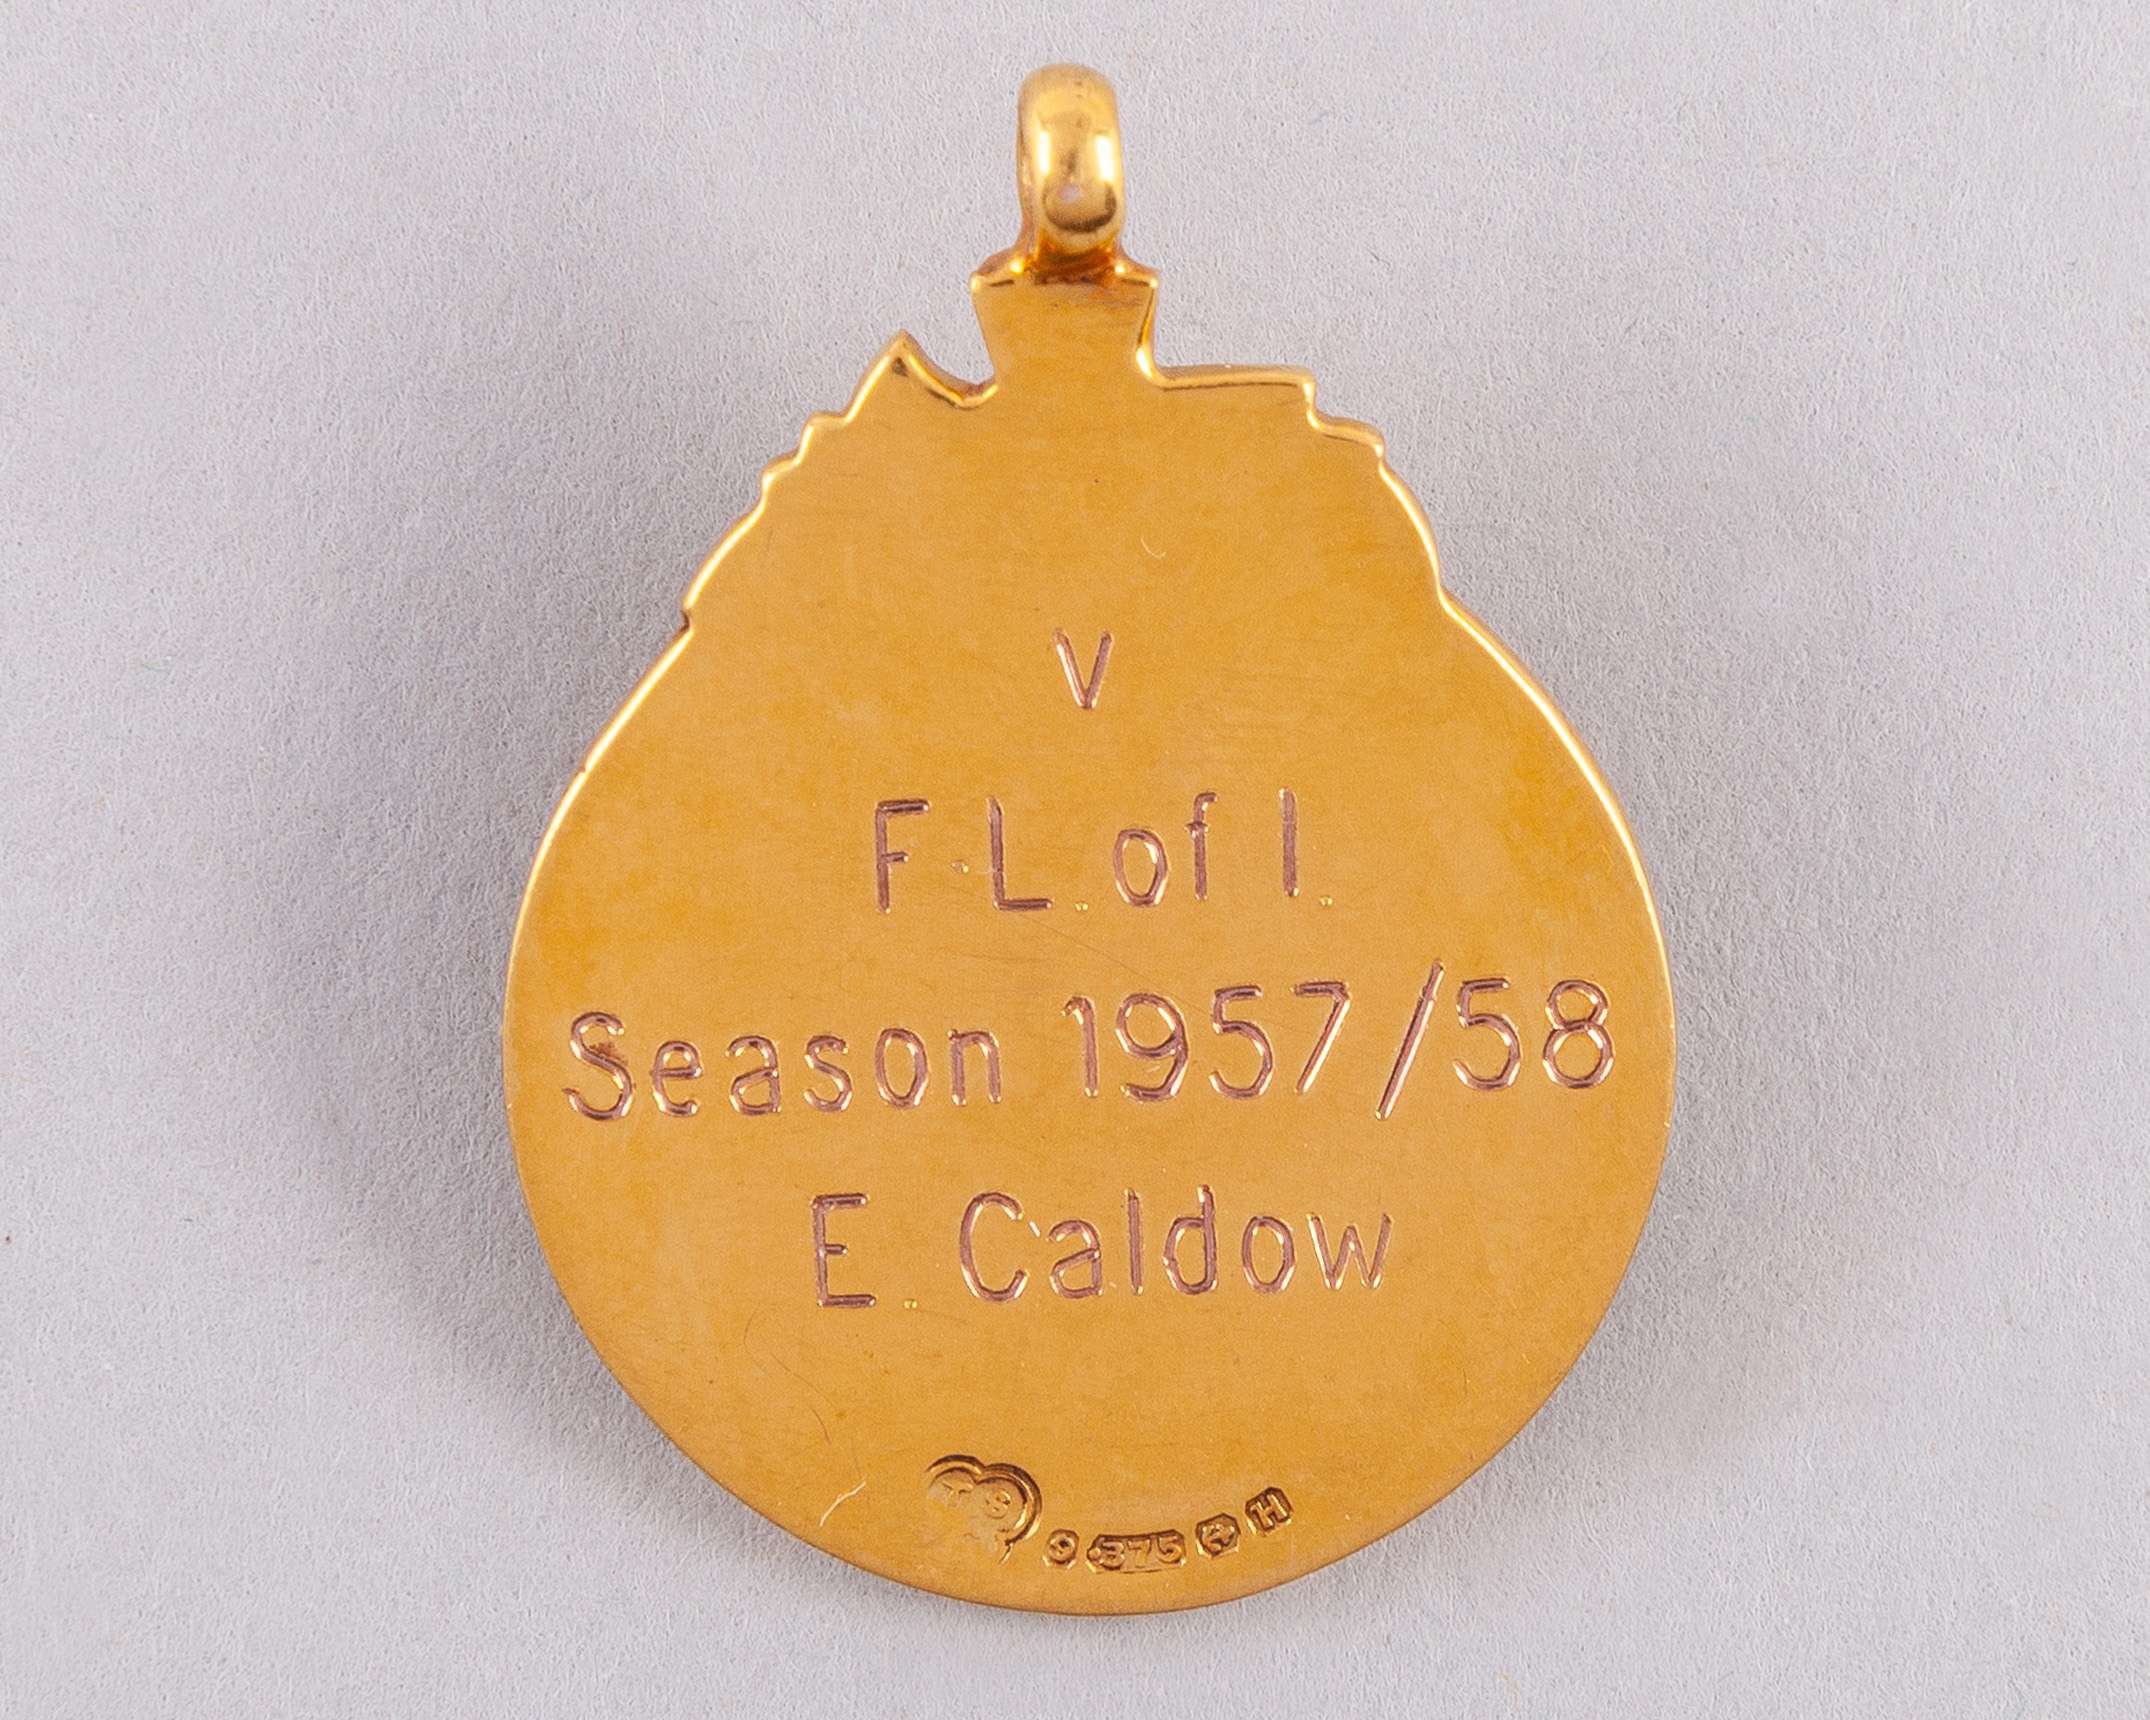 V
F.L. of I.
Season 1957/58
E. Caldow
9 .375 H